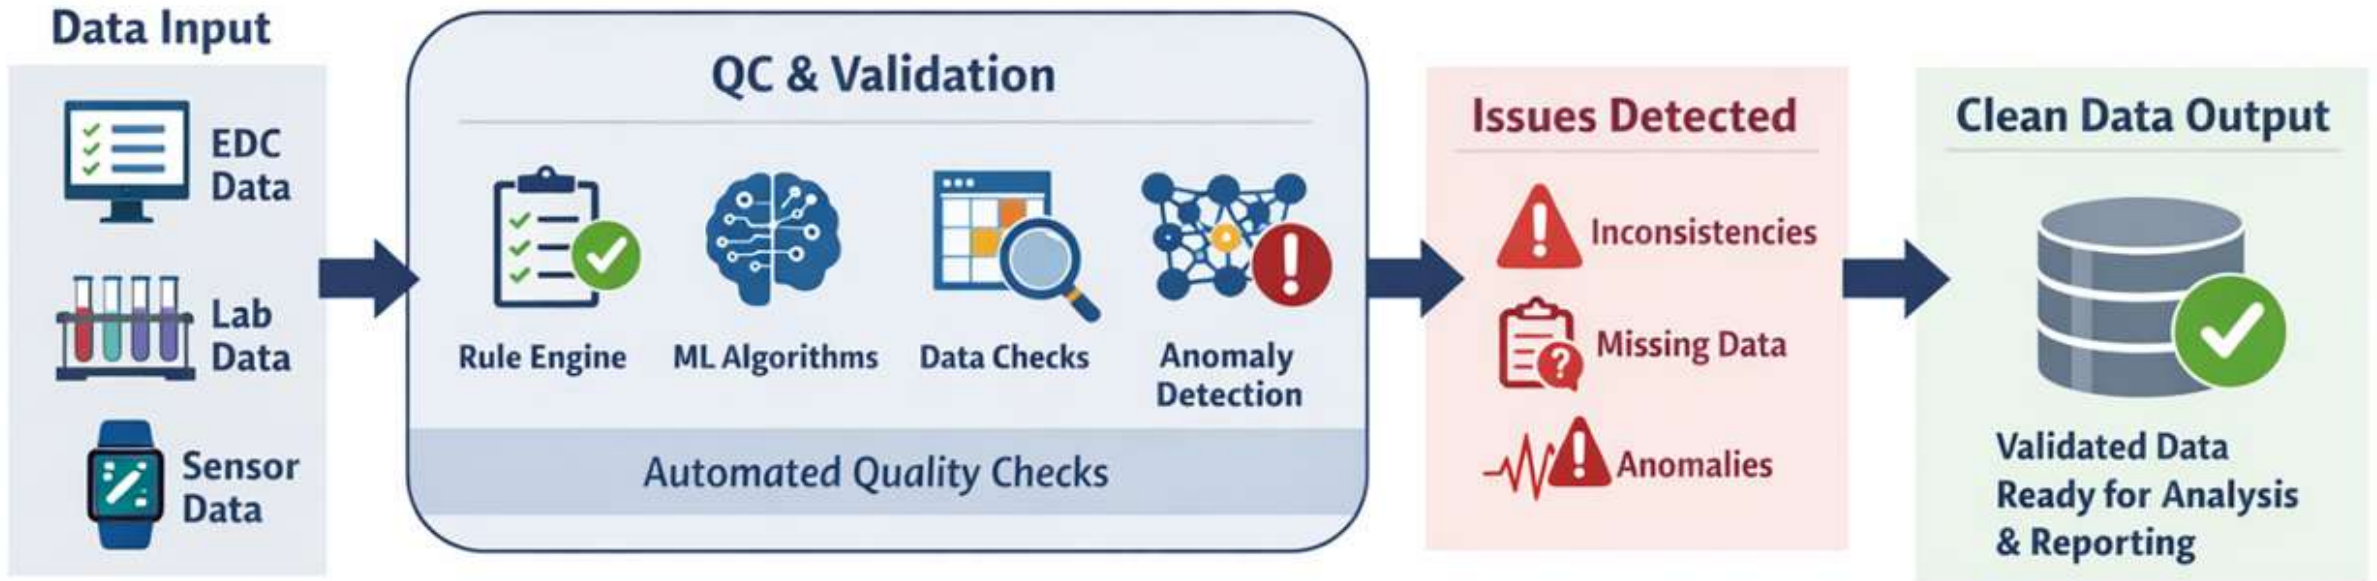 Data Input
EDC
Data
Lab
Data
Sensor
Data
QC & Validation
Rule Engine
ML Algorithms
Data Checks
Anomaly
Detection
Automated Quality Checks
Issues Detected
Inconsistencies
Missing Data
Anomalies
Clean Data Output
Validated Data
Ready for Analysis
& Reporting